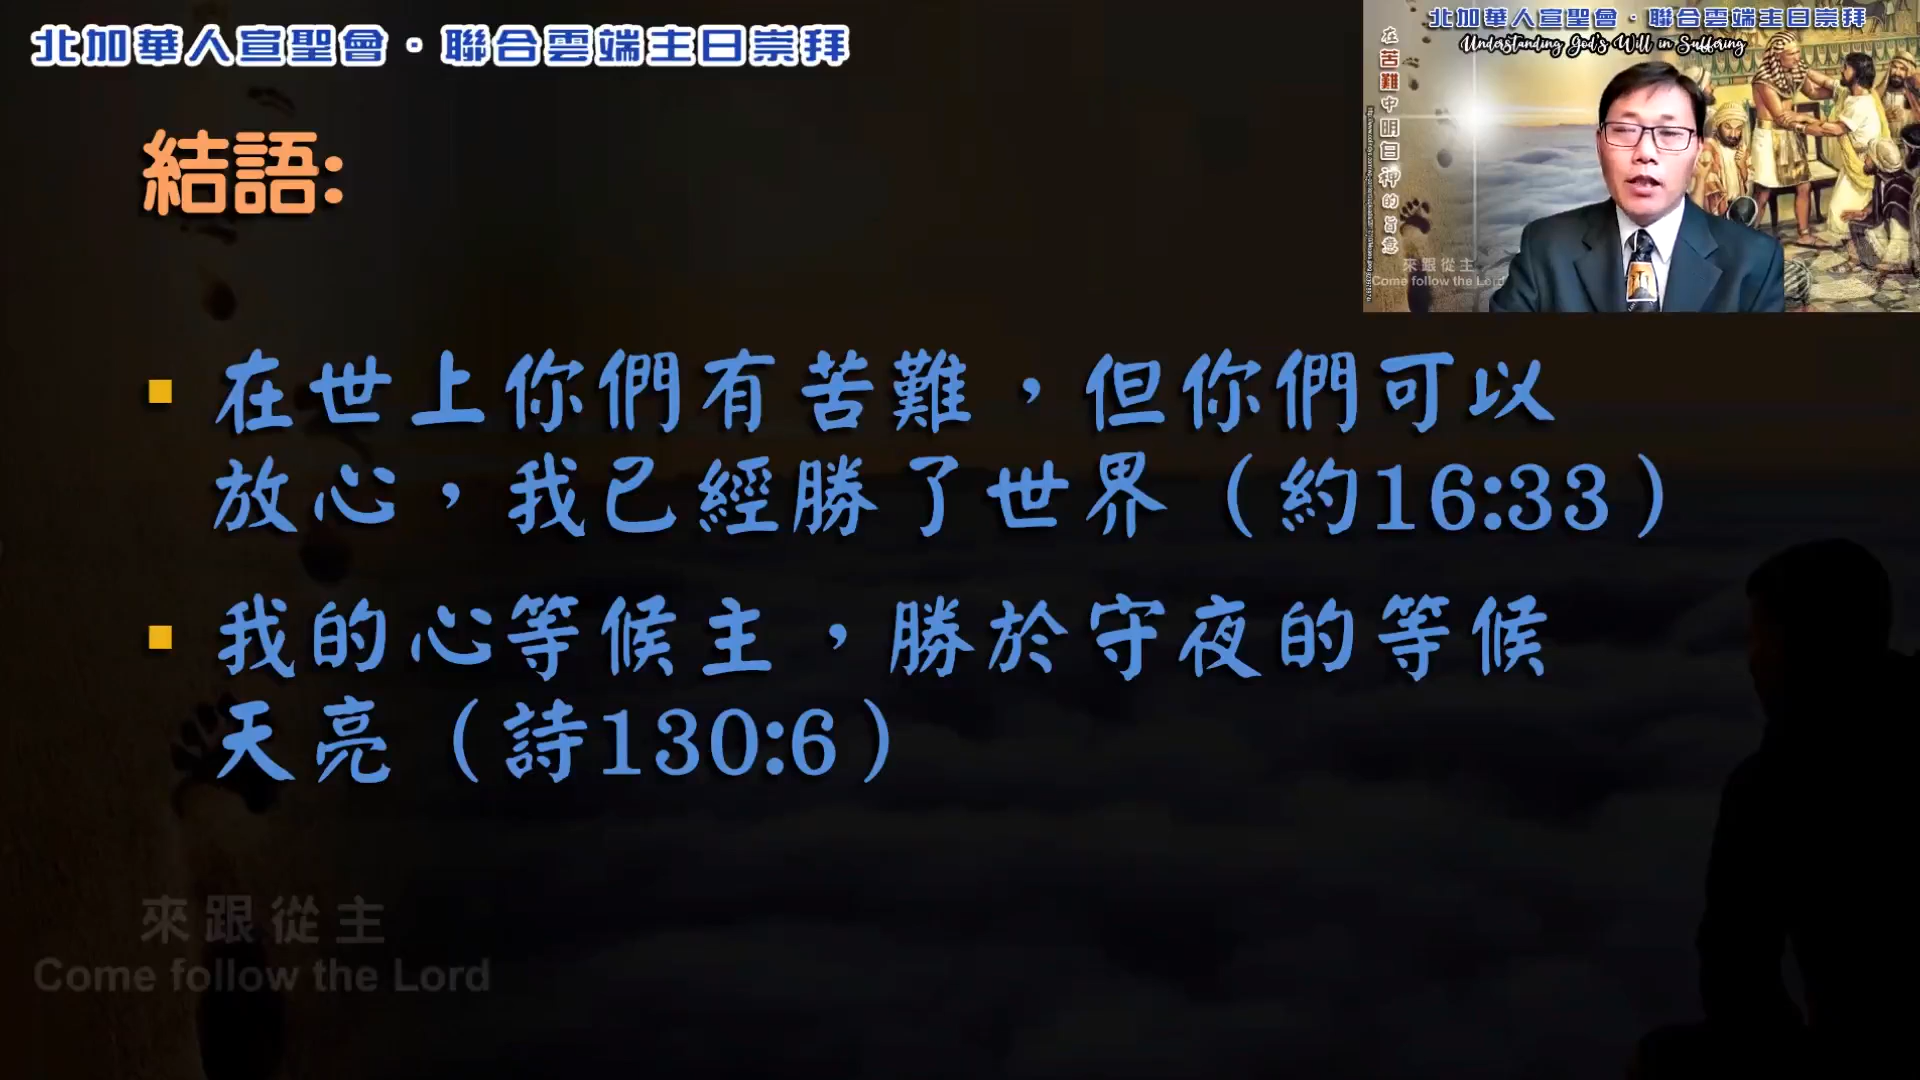 北加華人宣聖會·聯合雲端主日崇拜
結語:
在世上你們有苦難，但你們可以
放心，我已經勝了世界（約16:33）
我的心等候主，勝於守夜的等候
天亮（詩130:6）
來跟從主
Come follow the Lord
北加華人宣聖會·聯合雲端主日崇拜
Understanding God's Will in Suffering
在苦難中明白神的旨意
來跟從主
Come follow the Lord